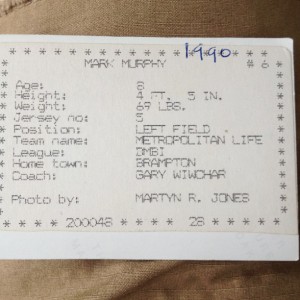 1990
* * * * * * * * * * * * * * * * * * * *
MARK MURPHY # 6
* Age: 8 *
* Height: 4 FT. 5 IN. *
* Weight: 69 LBS. *
* Jersey no: 5 *
* Position: LEFT FIELD *
* Team name: METROPOLITAN LIFE *
* League: OMBI *
* Home town: BRAMPTON *
* Coach: GARY WIWCHAR *
* Photo by: MARTYN R. JONES *
* * * * * 200048 * * * * 28 * * * *